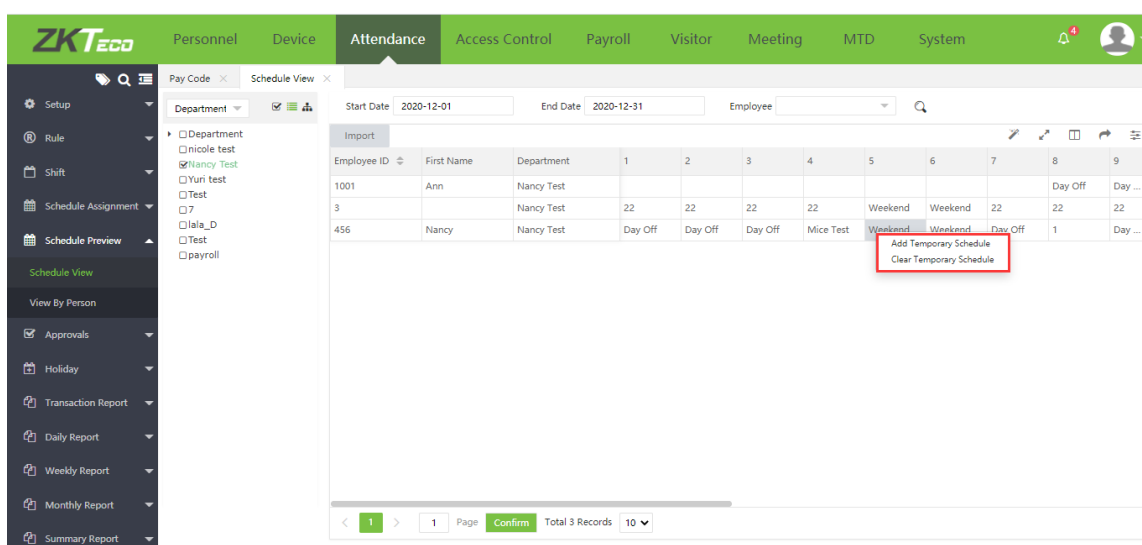 ZKTeco Personnel Device Attendance Access Control Payroll Visitor Meeting MTD System 4
Pay Code Schedule View
Setup
Rule
Shift
Schedule Assignment
Schedule Preview
Schedule View
View By Person
Approvals
Holiday
Transaction Report
Daily Report
Weekly Report
Monthly Report
Summary Report
Department
Department
nicole test
Nancy Test
Yuri test
Test
7
lala_D
Test
payroll
Start Date 2020-12-01 End Date 2020-12-31 Employee
Import
Employee ID First Name Department 1 2 3 4 5 6 7 8 9
1001 Ann Nancy Test Day Off Day ...
3 Nancy Test 22 22 22 22 Weekend Weekend 22 22 22
456 Nancy Nancy Test Day Off Day Off Day Off Mice Test Weekend Weekend Day Off 1 Day ...
Add Temporary Schedule
Clear Temporary Schedule
< 1 > 1 Page Confirm Total 3 Records 10